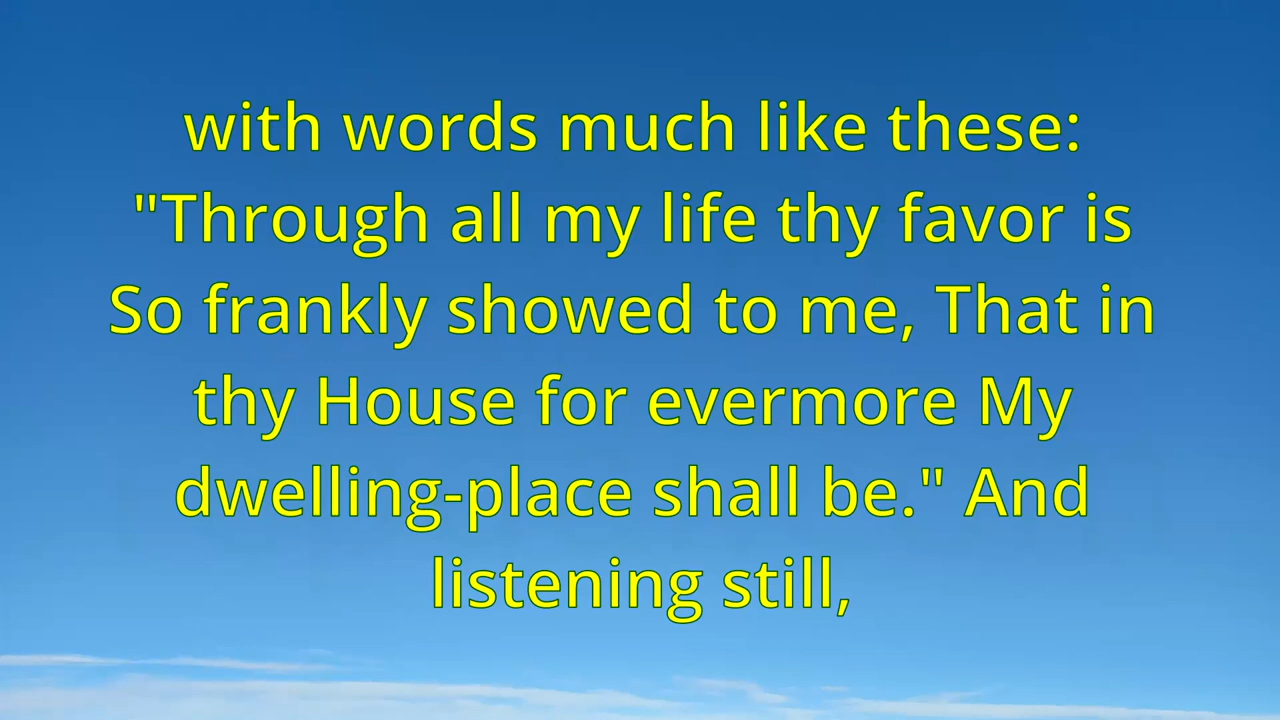 with words much like these:
"Through all my life thy favor is
So frankly showed to me, That in
thy House for evermore My
dwelling-place shall be." And
listening still,